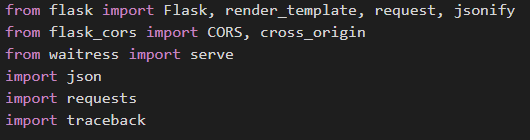 from flask import Flask, render_template, request, jsonify
from flask_cors import CORS, cross_origin
from waitress import serve
import json
import requests
import traceback